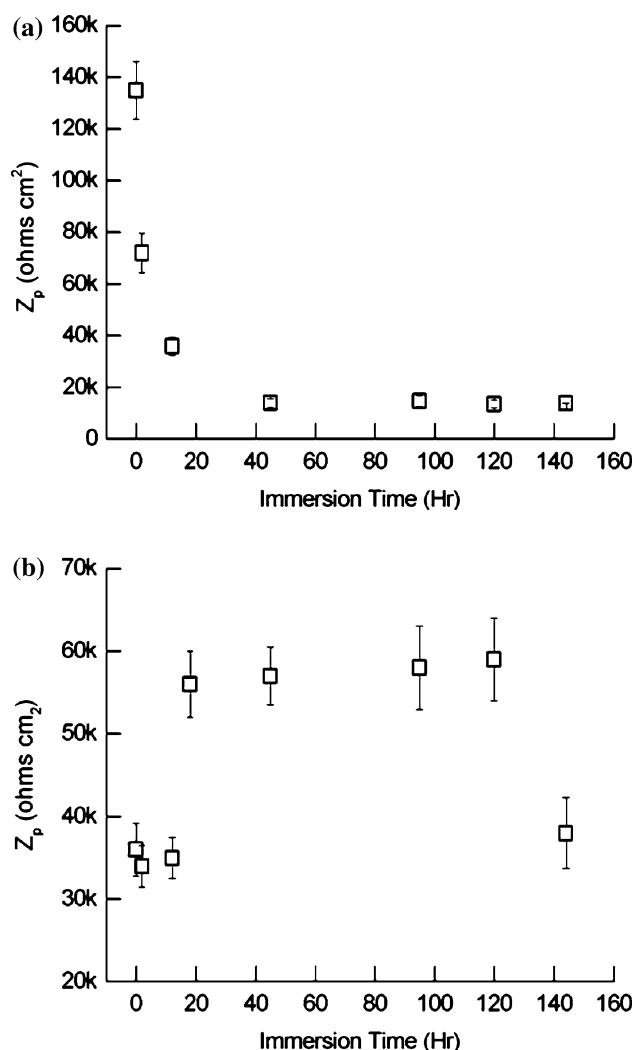 (a)
160k
140k
120k
100k
80k
60k
40k
20k
0
Zp (ohms cm²)
0 20 40 60 80 100 120 140 160
Immersion Time (Hr)
(b)
70k
60k
50k
40k
30k
20k
Zp (ohms cm₂)
0 20 40 60 80 100 120 140 160
Immersion Time (Hr)